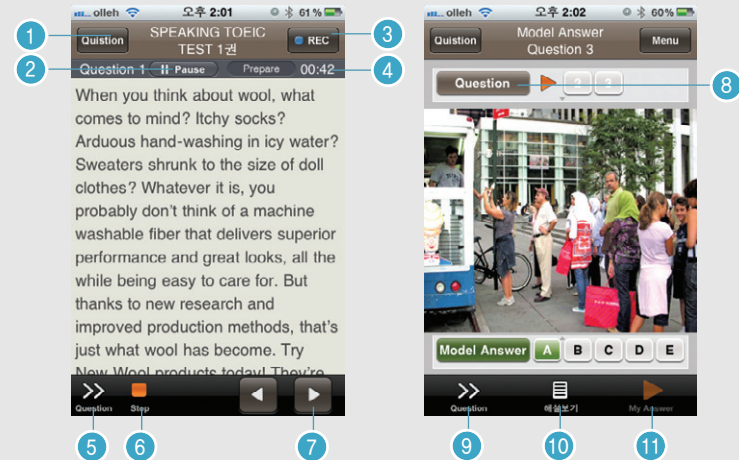 olleh 오후 2:01 61%
Quistion SPEAKING TOEIC TEST 1권 REC
Question 1 Pause Prepare 00:42
When you think about wool, what
comes to mind? Itchy socks?
Arduous hand-washing in icy water?
Sweaters shrunk to the size of doll
clothes? Whatever it is, you
probably don't think of a machine
washable fiber that delivers superior
performance and great looks, all the
while being easy to care for. But
thanks to new research and
improved production methods, that's
just what wool has become. Try
New Wool products today! They're
Question Stop
1
2
3
4
5
6
7
olleh 오후 2:02 60%
Quistion Model Answer Question 3 Menu
Question 2 3
Model Answer A B C D E
Question 해설보기 My Answer
8
9
10
11